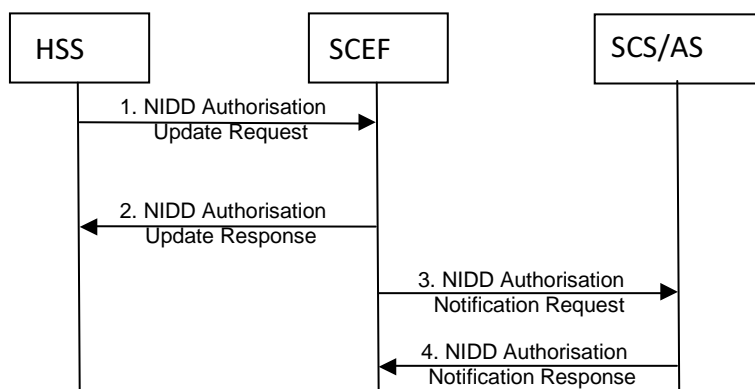 HSS
SCEF
SCS/AS
1. NIDD Authorisation
Update Request
2. NIDD Authorisation
Update Response
3. NIDD Authorisation
Notification Request
4. NIDD Authorisation
Notification Response